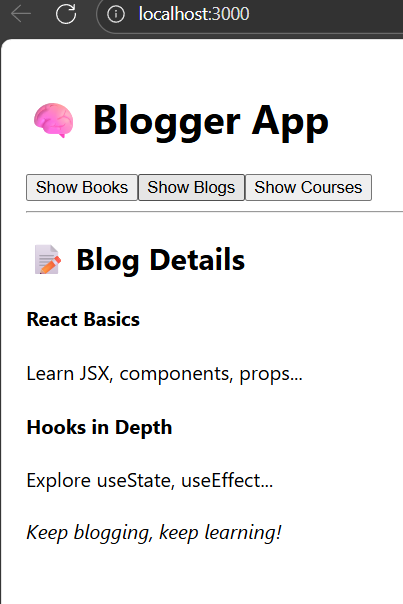 localhost:3000
🧠 Blogger App
Show Books Show Blogs Show Courses
📝 Blog Details
React Basics
Learn JSX, components, props...
Hooks in Depth
Explore useState, useEffect...
Keep blogging, keep learning!